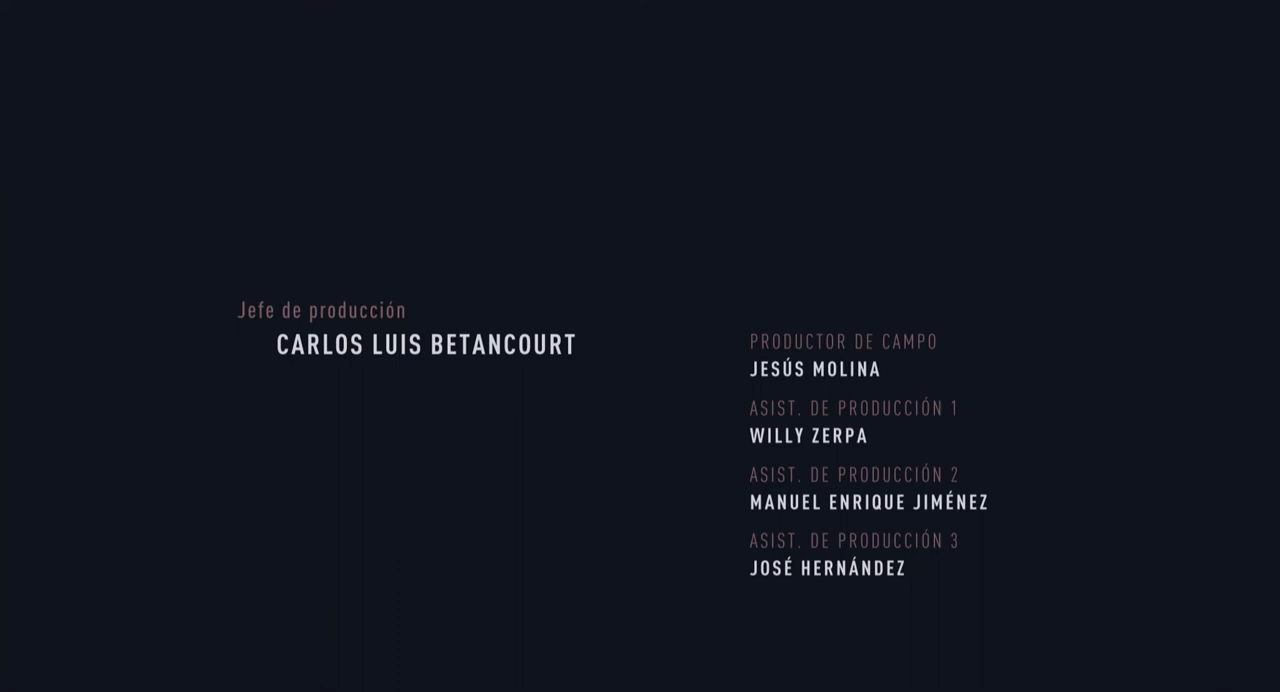 Jefe de producción
CARLOS LUIS BETANCOURT
PRODUCTOR DE CAMPO
JESÚS MOLINA
ASIST. DE PRODUCCIÓN 1
WILLY ZERPA
ASIST. DE PRODUCCIÓN 2
MANUEL ENRIQUE JIMÉNEZ
ASIST. DE PRODUCCIÓN 3
JOSÉ HERNÁNDEZ